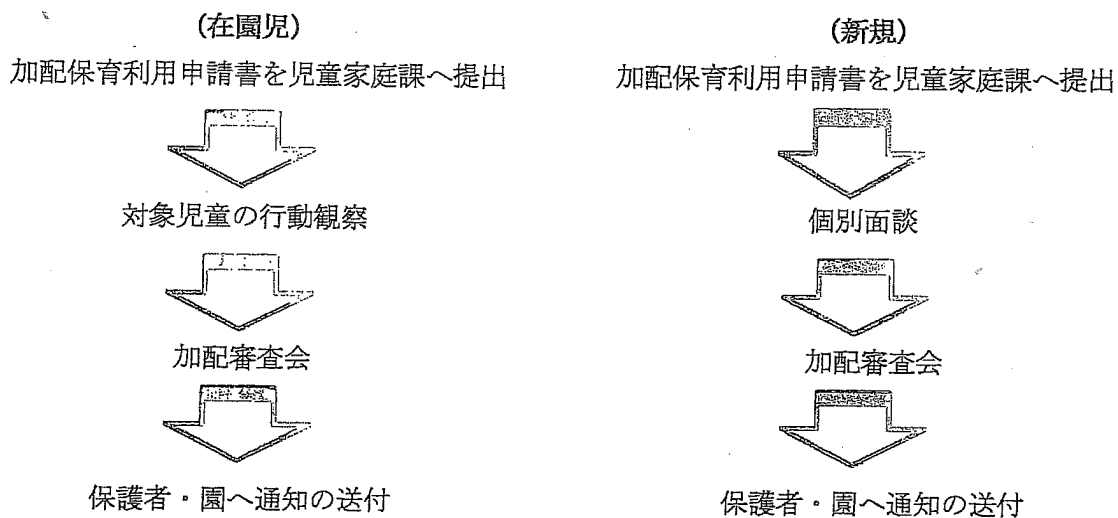 (在園児)
加配保育利用申請書を児童家庭課へ提出
対象児童の行動観察
加配審査会
保護者・園へ通知の送付
(新規)
加配保育利用申請書を児童家庭課へ提出
個別面談
加配審査会
保護者・園へ通知の送付